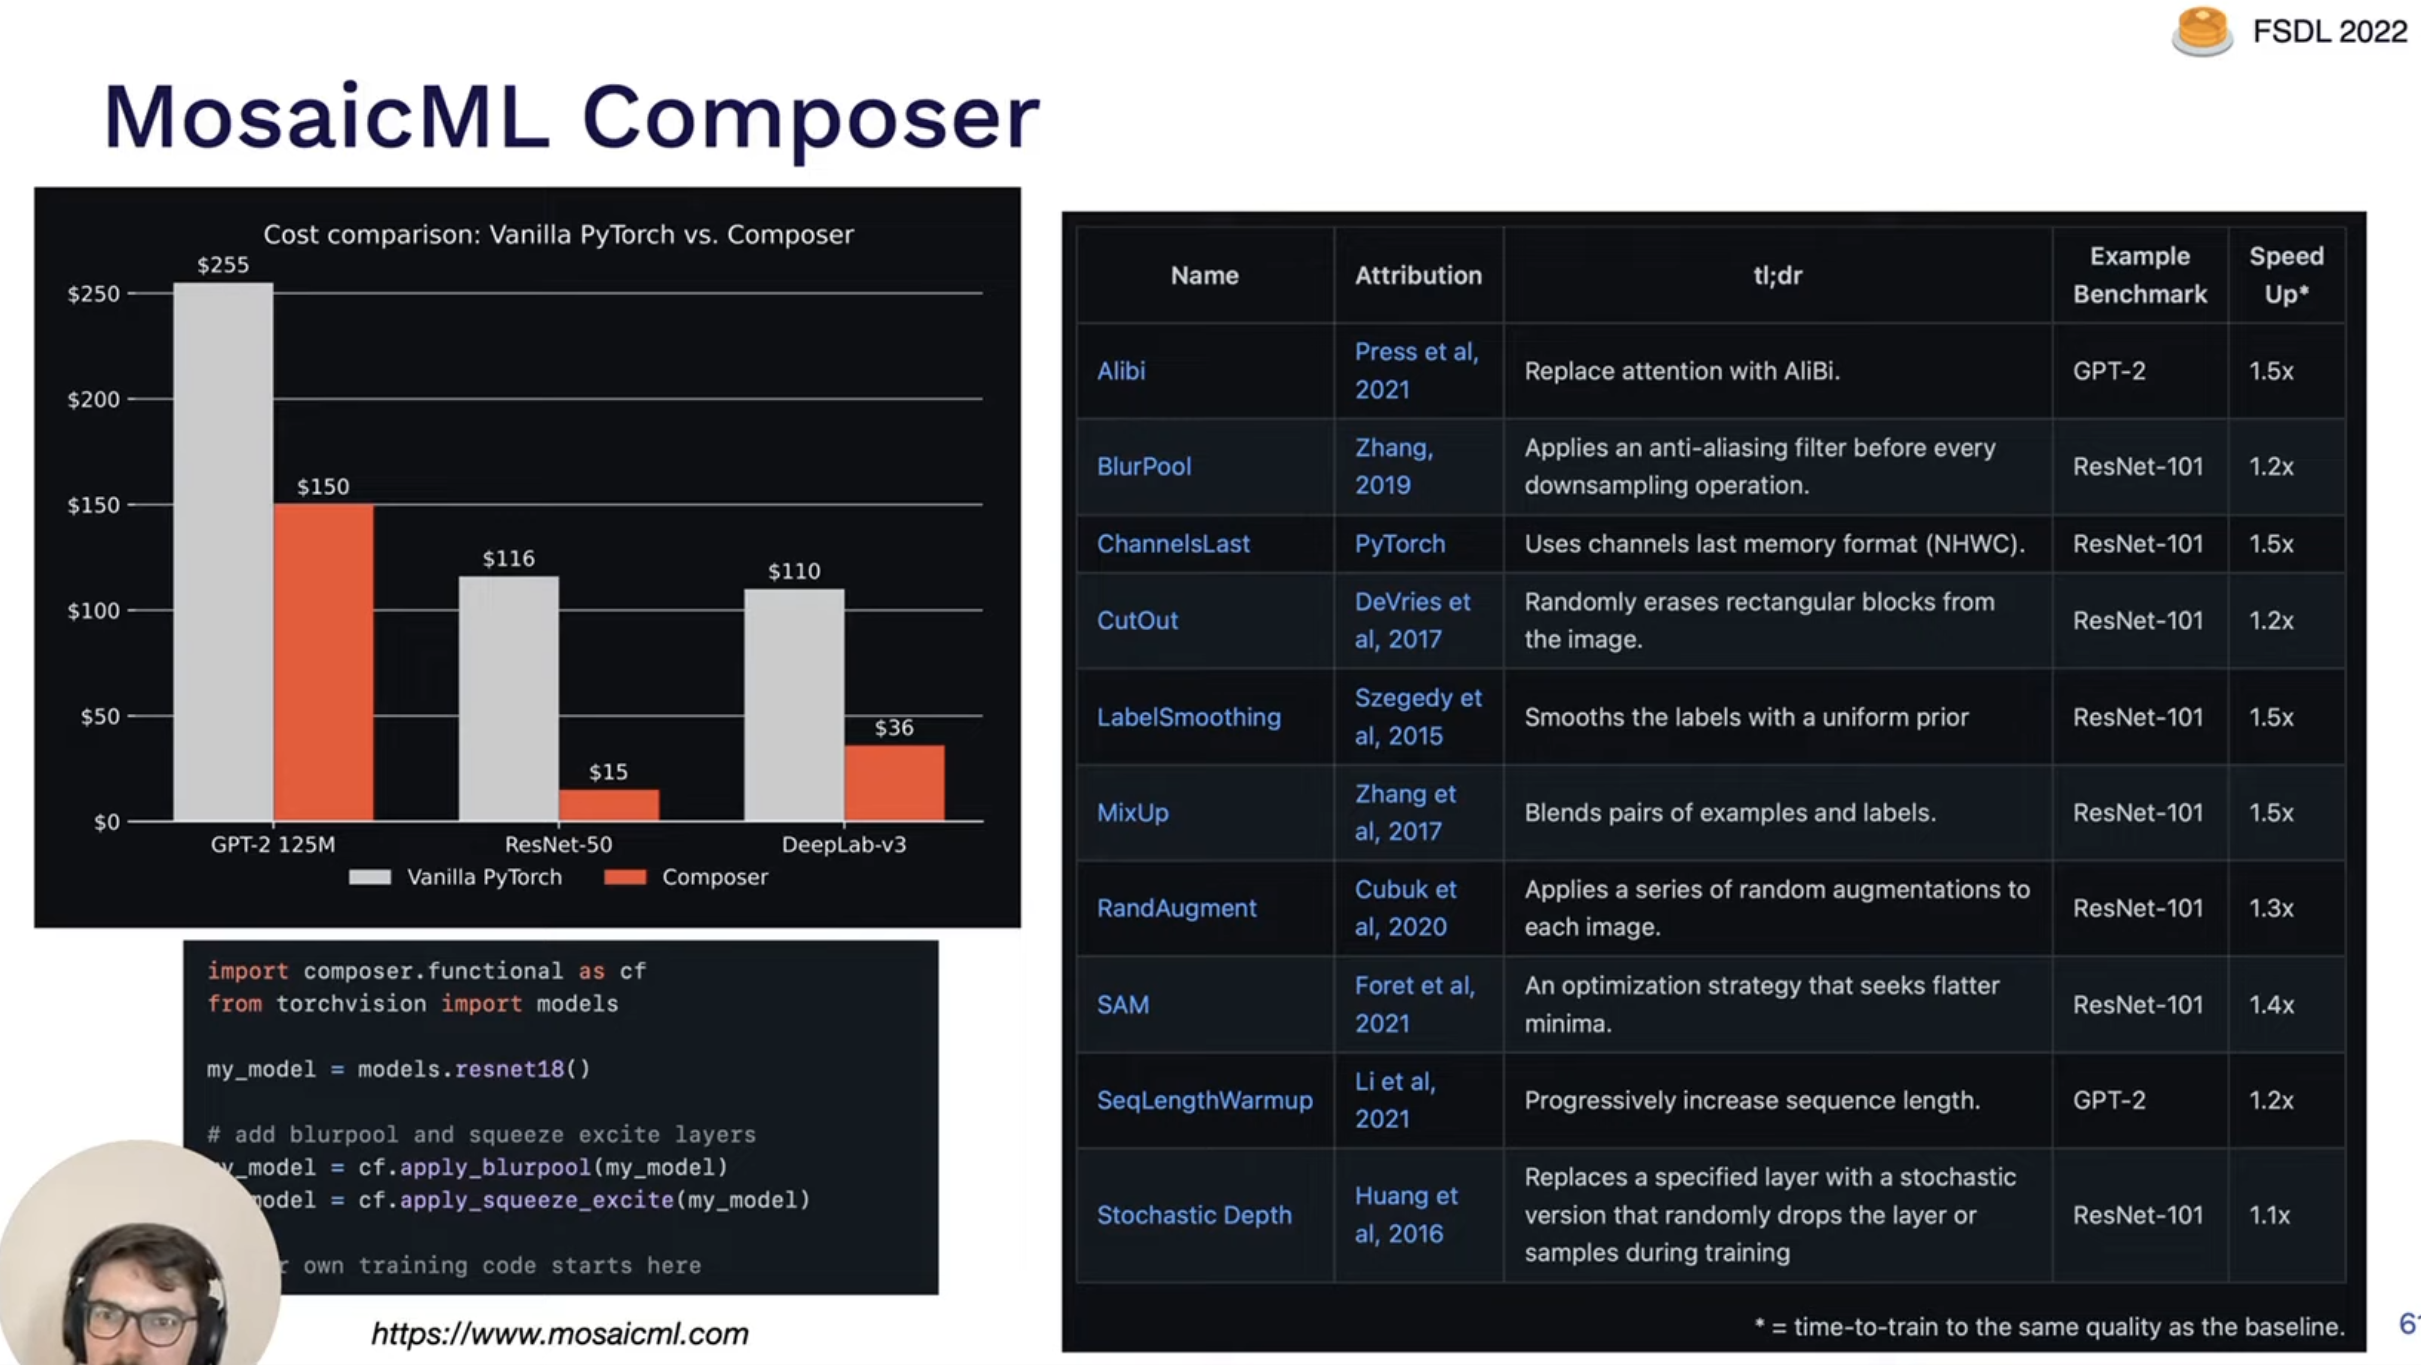 FSDL 2022
MosaicML Composer
Cost comparison: Vanilla PyTorch vs. Composer
$255
$250
$200
$150
$150
$116
$110
$100
$50
$36
$15
$0
GPT-2 125M
ResNet-50
DeepLab-v3
Vanilla PyTorch
Composer
import composer.functional as cf
from torchvision import models
my_model = models.resnet18()
# add blurpool and squeeze excite layers
_model = cf.apply_blurpool(my_model)
model = cf.apply_squeeze_excite(my_model)
own training code starts here
https://www.mosaicml.com
Name
Attribution
tl;dr
Example
Benchmark
Speed
Up*
Alibi
Press et al,
2021
Replace attention with AliBi.
GPT-2
1.5x
BlurPool
Zhang,
2019
Applies an anti-aliasing filter before every
downsampling operation.
ResNet-101
1.2x
ChannelsLast
PyTorch
Uses channels last memory format (NHWC).
ResNet-101
1.5x
CutOut
DeVries et
al, 2017
Randomly erases rectangular blocks from
the image.
ResNet-101
1.2x
LabelSmoothing
Szegedy et
al, 2015
Smooths the labels with a uniform prior
ResNet-101
1.5x
MixUp
Zhang et
al, 2017
Blends pairs of examples and labels.
ResNet-101
1.5x
RandAugment
Cubuk et
al, 2020
Applies a series of random augmentations to
each image.
ResNet-101
1.3x
SAM
Foret et al,
2021
An optimization strategy that seeks flatter
minima.
ResNet-101
1.4x
SeqLengthWarmup
Li et al,
2021
Progressively increase sequence length.
GPT-2
1.2x
Stochastic Depth
Huang et
al, 2016
Replaces a specified layer with a stochastic
version that randomly drops the layer or
samples during training
ResNet-101
1.1x
* = time-to-train to the same quality as the baseline.